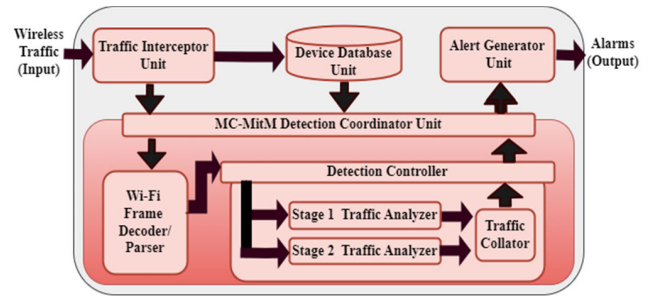 Wireless
Traffic
(Input)
Traffic Interceptor
Unit
Device Database
Unit
Alert Generator
Unit
Alarms
(Output)
MC-MitM Detection Coordinator Unit
Detection Controller
Wi-Fi
Frame
Decoder/
Parser
Stage 1 Traffic Analyzer
Stage 2 Traffic Analyzer
Traffic
Collator